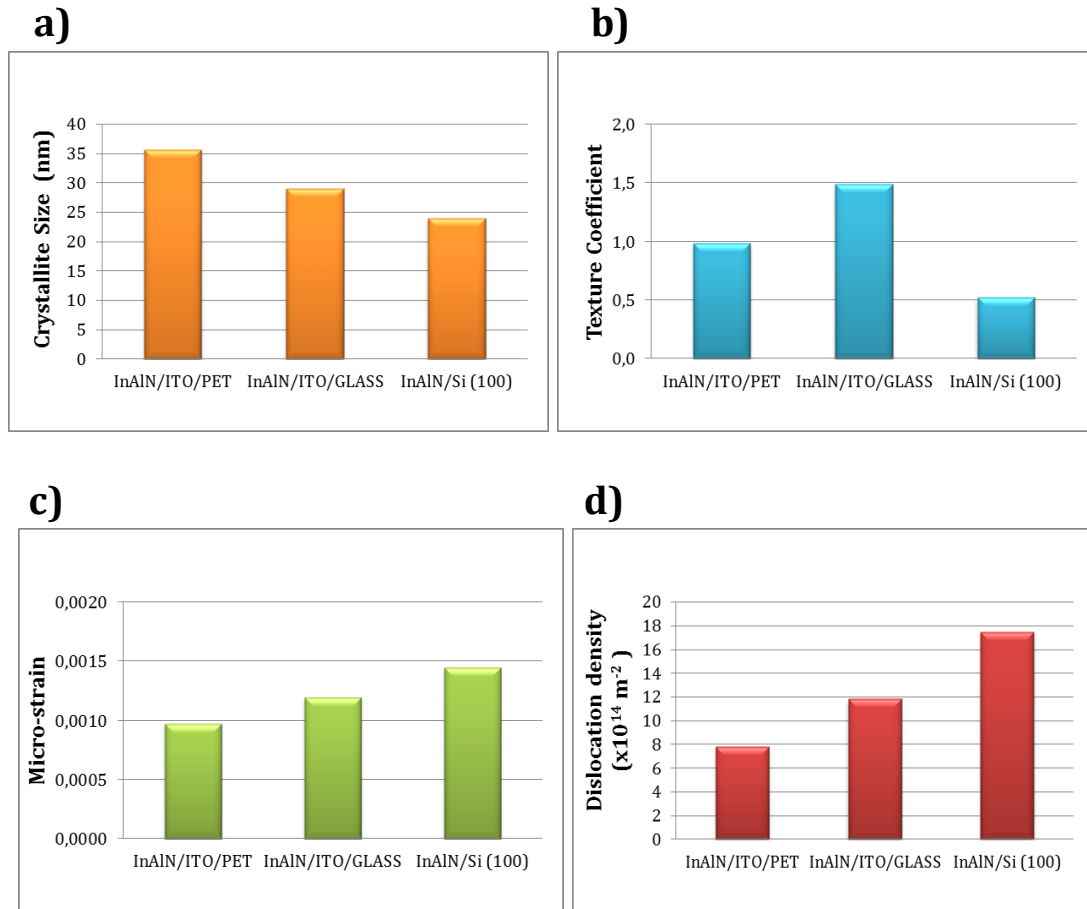 a)
Crystallite Size (nm)
40
35
30
25
20
15
10
5
0
InAlN/ITO/PET InAlN/ITO/GLASS InAlN/Si (100)
b)
Texture Coefficient
2,0
1,5
1,0
0,5
0,0
InAlN/ITO/PET InAlN/ITO/GLASS InAlN/Si (100)
c)
Micro-strain
0,0020
0,0015
0,0010
0,0005
0,0000
InAlN/ITO/PET InAlN/ITO/GLASS InAlN/Si (100)
d)
Dislocation density
(x10¹⁴ m⁻²)
20
18
16
14
12
10
8
6
4
2
0
InAlN/ITO/PET InAlN/ITO/GLASS InAlN/Si (100)